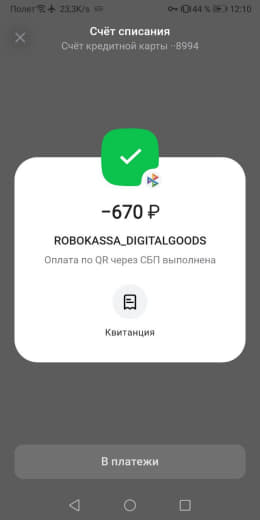 Полет 23,3K/s 44 % 12:10
Счёт списания
Счёт кредитной карты ··8994
−670 ₽
ROBOKASSA_DIGITALGOODS
Оплата по QR через СБП выполнена
Квитанция
В платежи